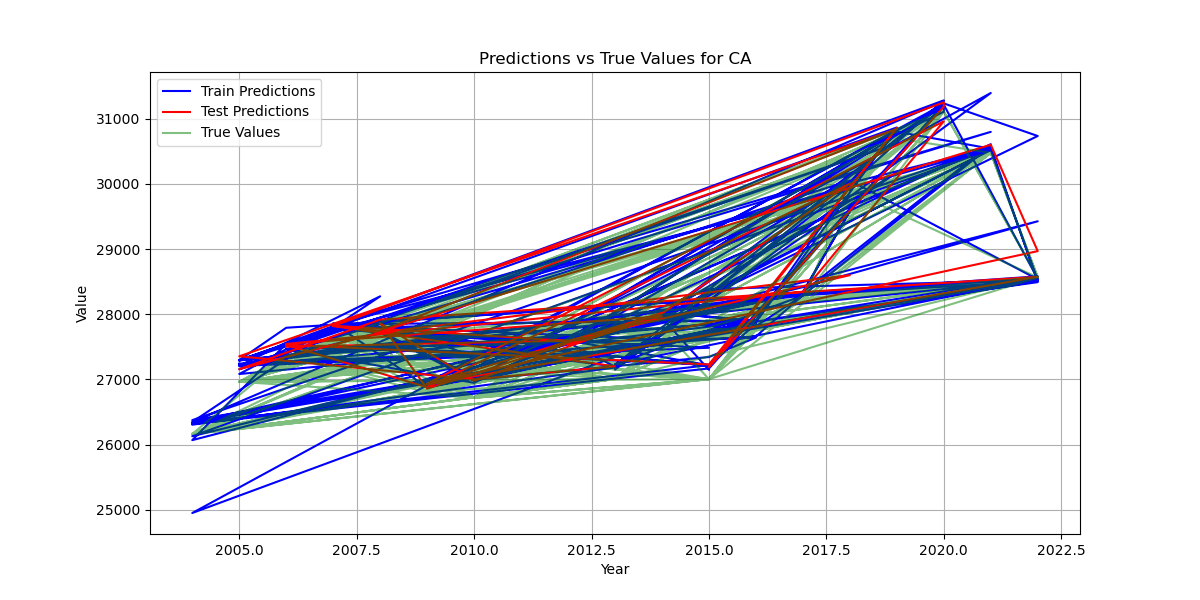 Predictions vs True Values for CA
Train Predictions
Test Predictions
True Values
31000
30000
29000
28000
27000
26000
25000
Value
2005.0 2007.5 2010.0 2012.5 2015.0 2017.5 2020.0 2022.5
Year